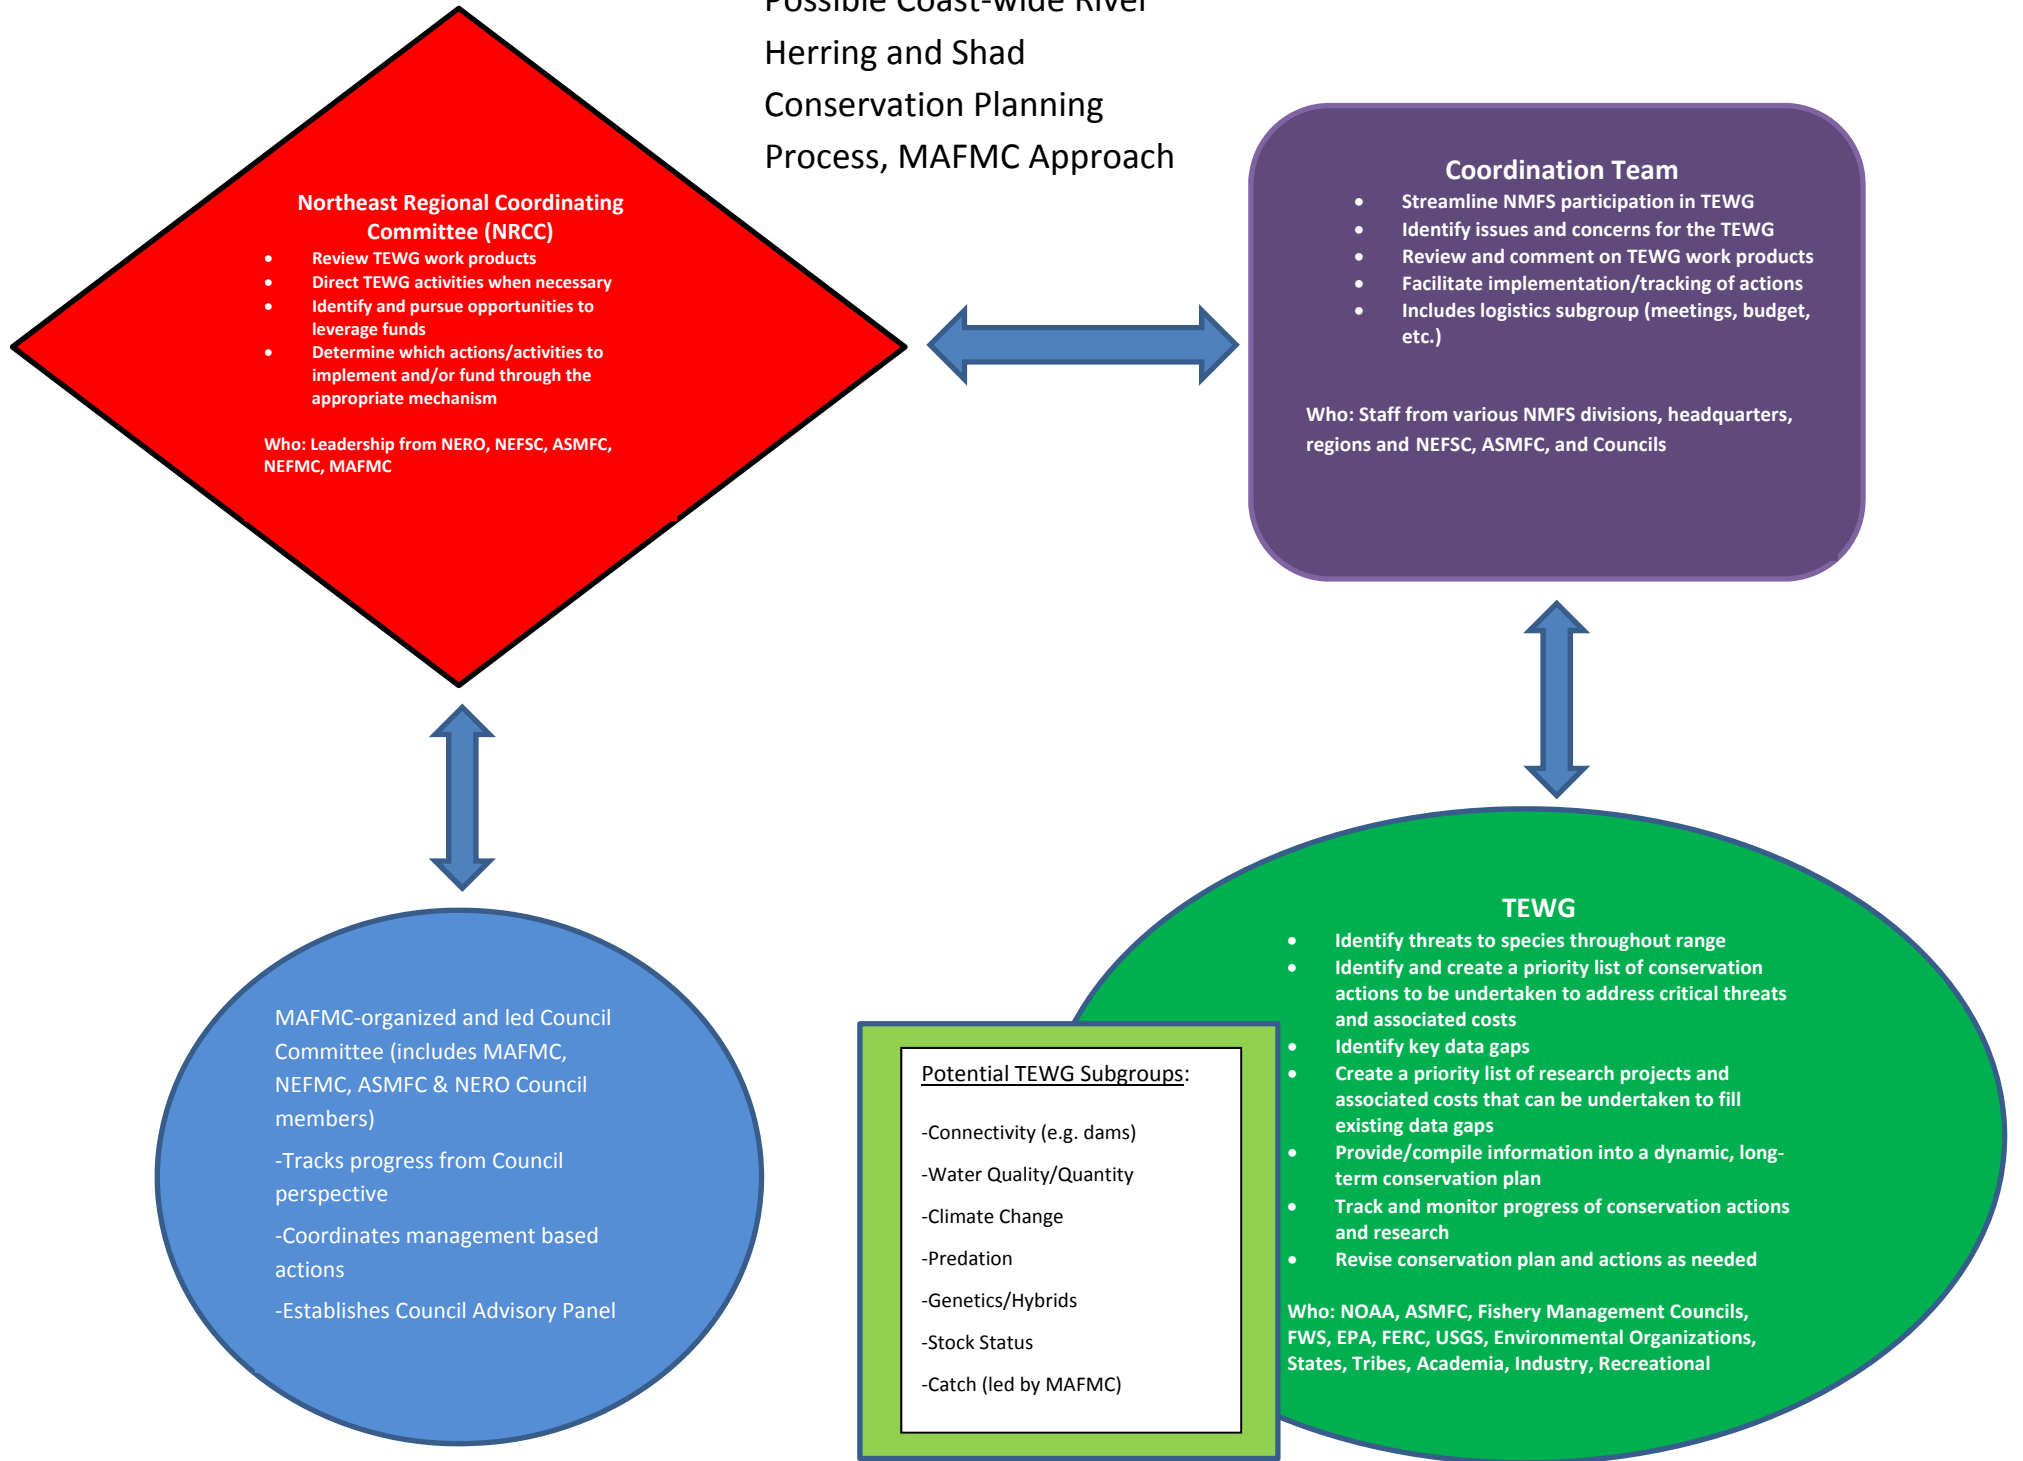 Possible Coast-wide River
Herring and Shad
Conservation Planning
Process, MAFMC Approach
Northeast Regional Coordinating
Committee (NRCC)
• Review TEWG work products
• Direct TEWG activities when necessary
• Identify and pursue opportunities to
leverage funds
• Determine which actions/activities to
implement and/or fund through the
appropriate mechanism
Who: Leadership from NERO, NEFSC, ASMFC,
NEFMC, MAFMC
Coordination Team
• Streamline NMFS participation in TEWG
• Identify issues and concerns for the TEWG
• Review and comment on TEWG work products
• Facilitate implementation/tracking of actions
• Includes logistics subgroup (meetings, budget,
etc.)
Who: Staff from various NMFS divisions, headquarters,
regions and NEFSC, ASMFC, and Councils
MAFMC-organized and led Council
Committee (includes MAFMC,
NEFMC, ASMFC & NERO Council
members)
-Tracks progress from Council
perspective
-Coordinates management based
actions
-Establishes Council Advisory Panel
Potential TEWG Subgroups:
-Connectivity (e.g. dams)
-Water Quality/Quantity
-Climate Change
-Predation
-Genetics/Hybrids
-Stock Status
-Catch (led by MAFMC)
TEWG
• Identify threats to species throughout range
• Identify and create a priority list of conservation
actions to be undertaken to address critical threats
and associated costs
• Identify key data gaps
• Create a priority list of research projects and
associated costs that can be undertaken to fill
existing data gaps
• Provide/compile information into a dynamic, long-
term conservation plan
• Track and monitor progress of conservation actions
and research
• Revise conservation plan and actions as needed
Who: NOAA, ASMFC, Fishery Management Councils,
FWS, EPA, FERC, USGS, Environmental Organizations,
States, Tribes, Academia, Industry, Recreational